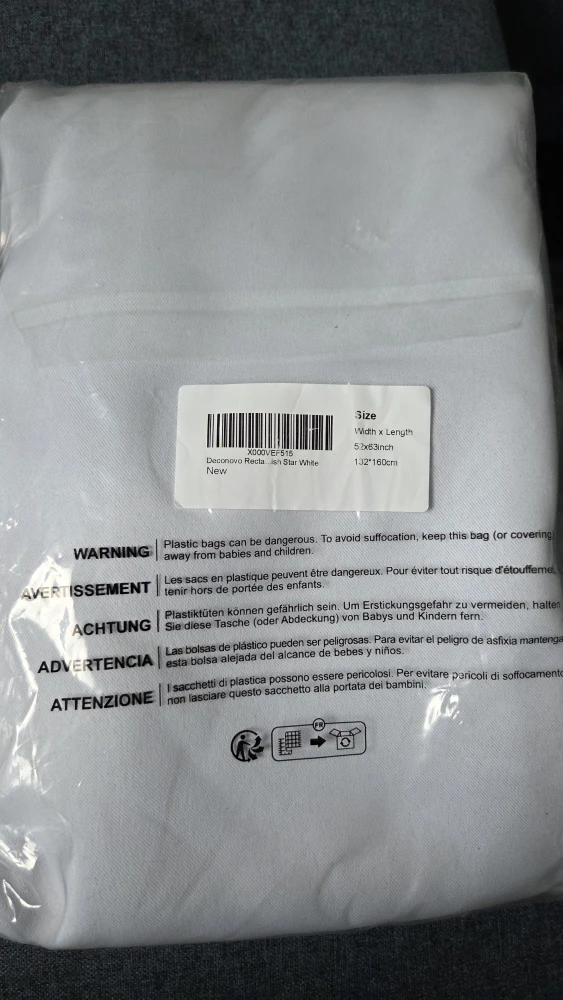 Size
Width x Length
52x63inch
132*160cm
X000VEF515
Deconovo Recta...ish Star White
New
WARNING
Plastic bags can be dangerous. To avoid suffocation, keep this bag (or covering
away from babies and children.
AVERTISSEMENT
Les sacs en plastique peuvent être dangereux. Pour éviter tout risque d'étouffeme
tenir hors de portée des enfants.
ACHTUNG
Plastiktüten können gefährlich sein. Um Erstickungsgefahr zu vermeiden, halten
Sie diese Tasche (oder Abdeckung) von Babys und Kindern fern.
ADVERTENCIA
Las bolsas de plástico pueden ser peligrosas. Para evitar el peligro de asfixia mantenga
esta bolsa alejada del alcance de bebes y niños.
ATTENZIONE
I sacchetti di plastica possono essere pericolosi. Per evitare pericoli di soffocamento
non lasciare questo sacchetto alla portata dei bambini.
FR